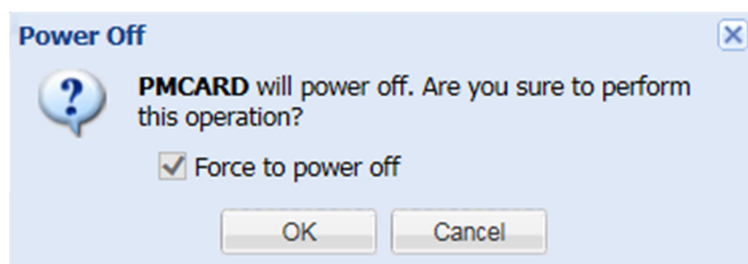 Power Off
PMCARD will power off. Are you sure to perform
this operation?
Force to power off
OK
Cancel